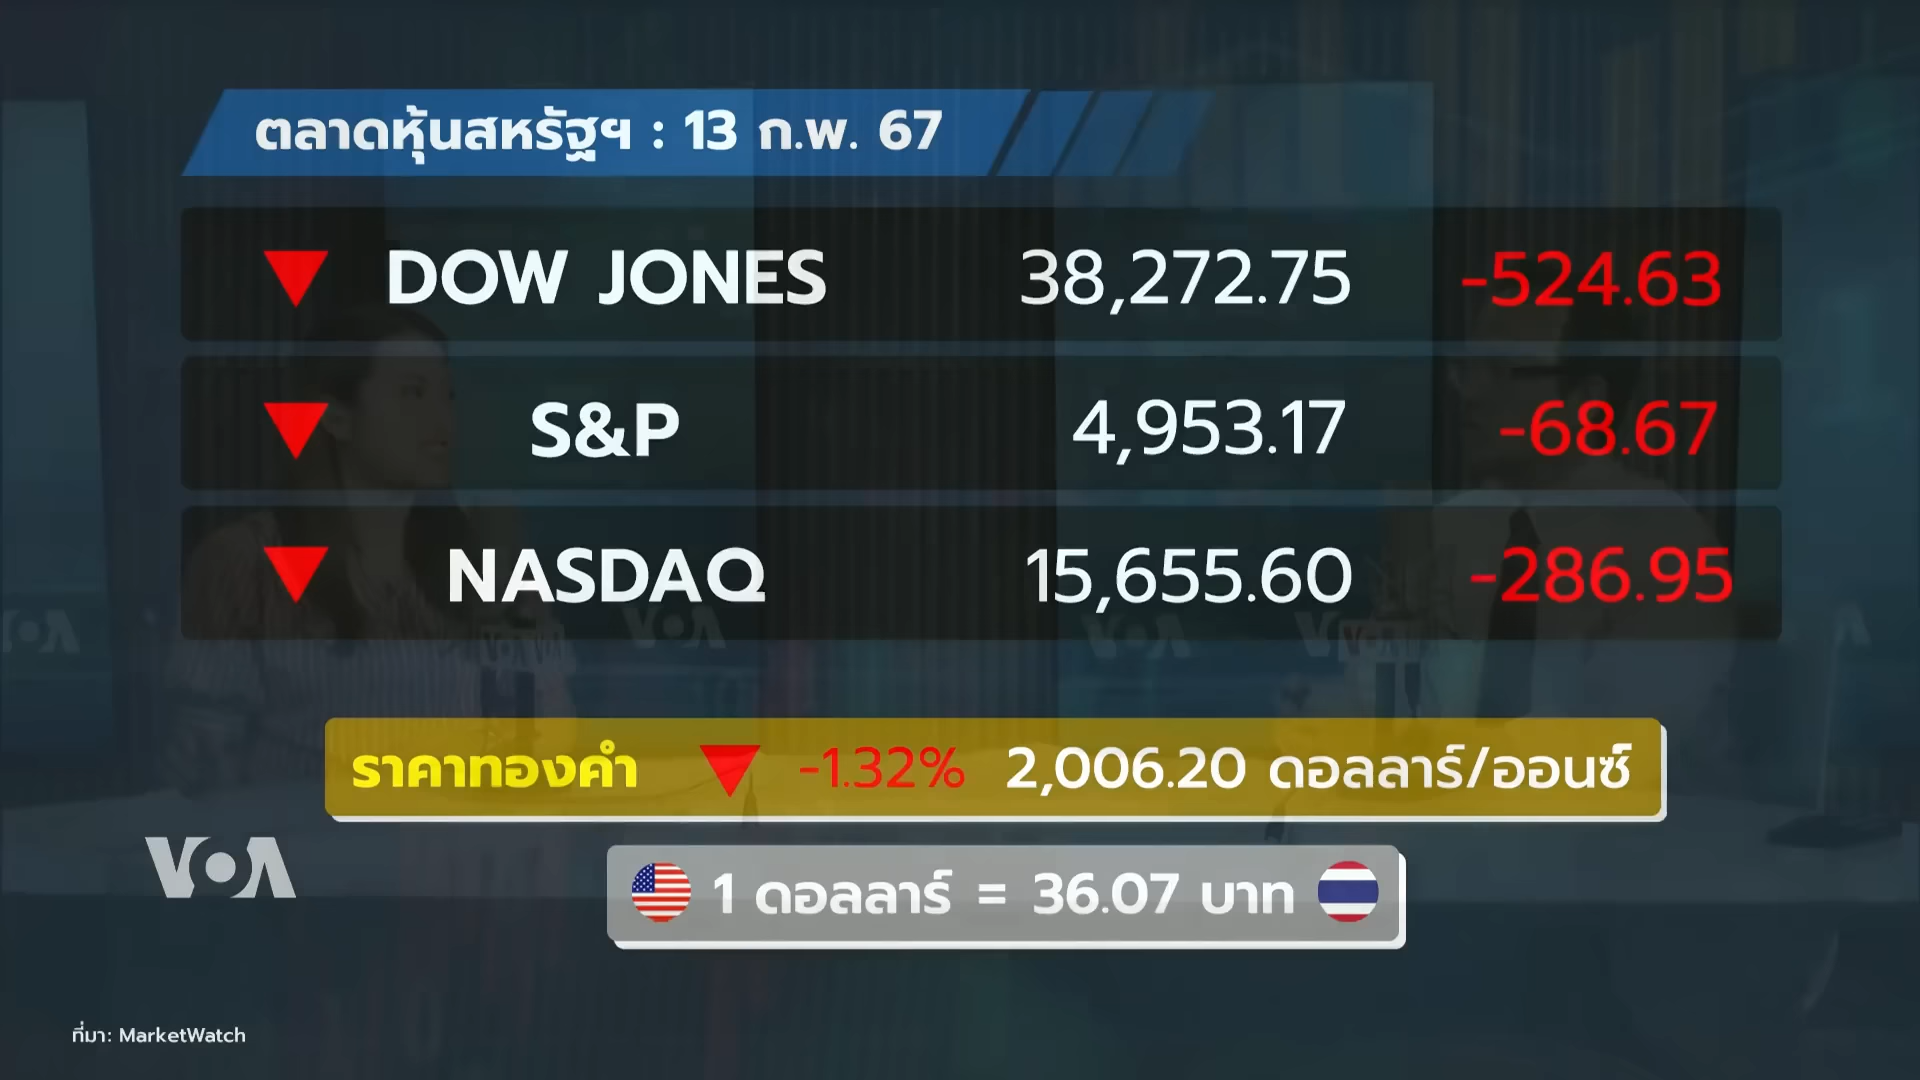 ตลาดหุ้นสหรัฐฯ : 13 ก.พ. 67
DOW JONES 38,272.75 -524.63
S&P 4,953.17 -68.67
NASDAQ 15,655.60 -286.95
ราคาทองคำ -1.32% 2,006.20 ดอลลาร์/ออนซ์
VOA
1 ดอลลาร์ = 36.07 บาท
ที่มา: MarketWatch